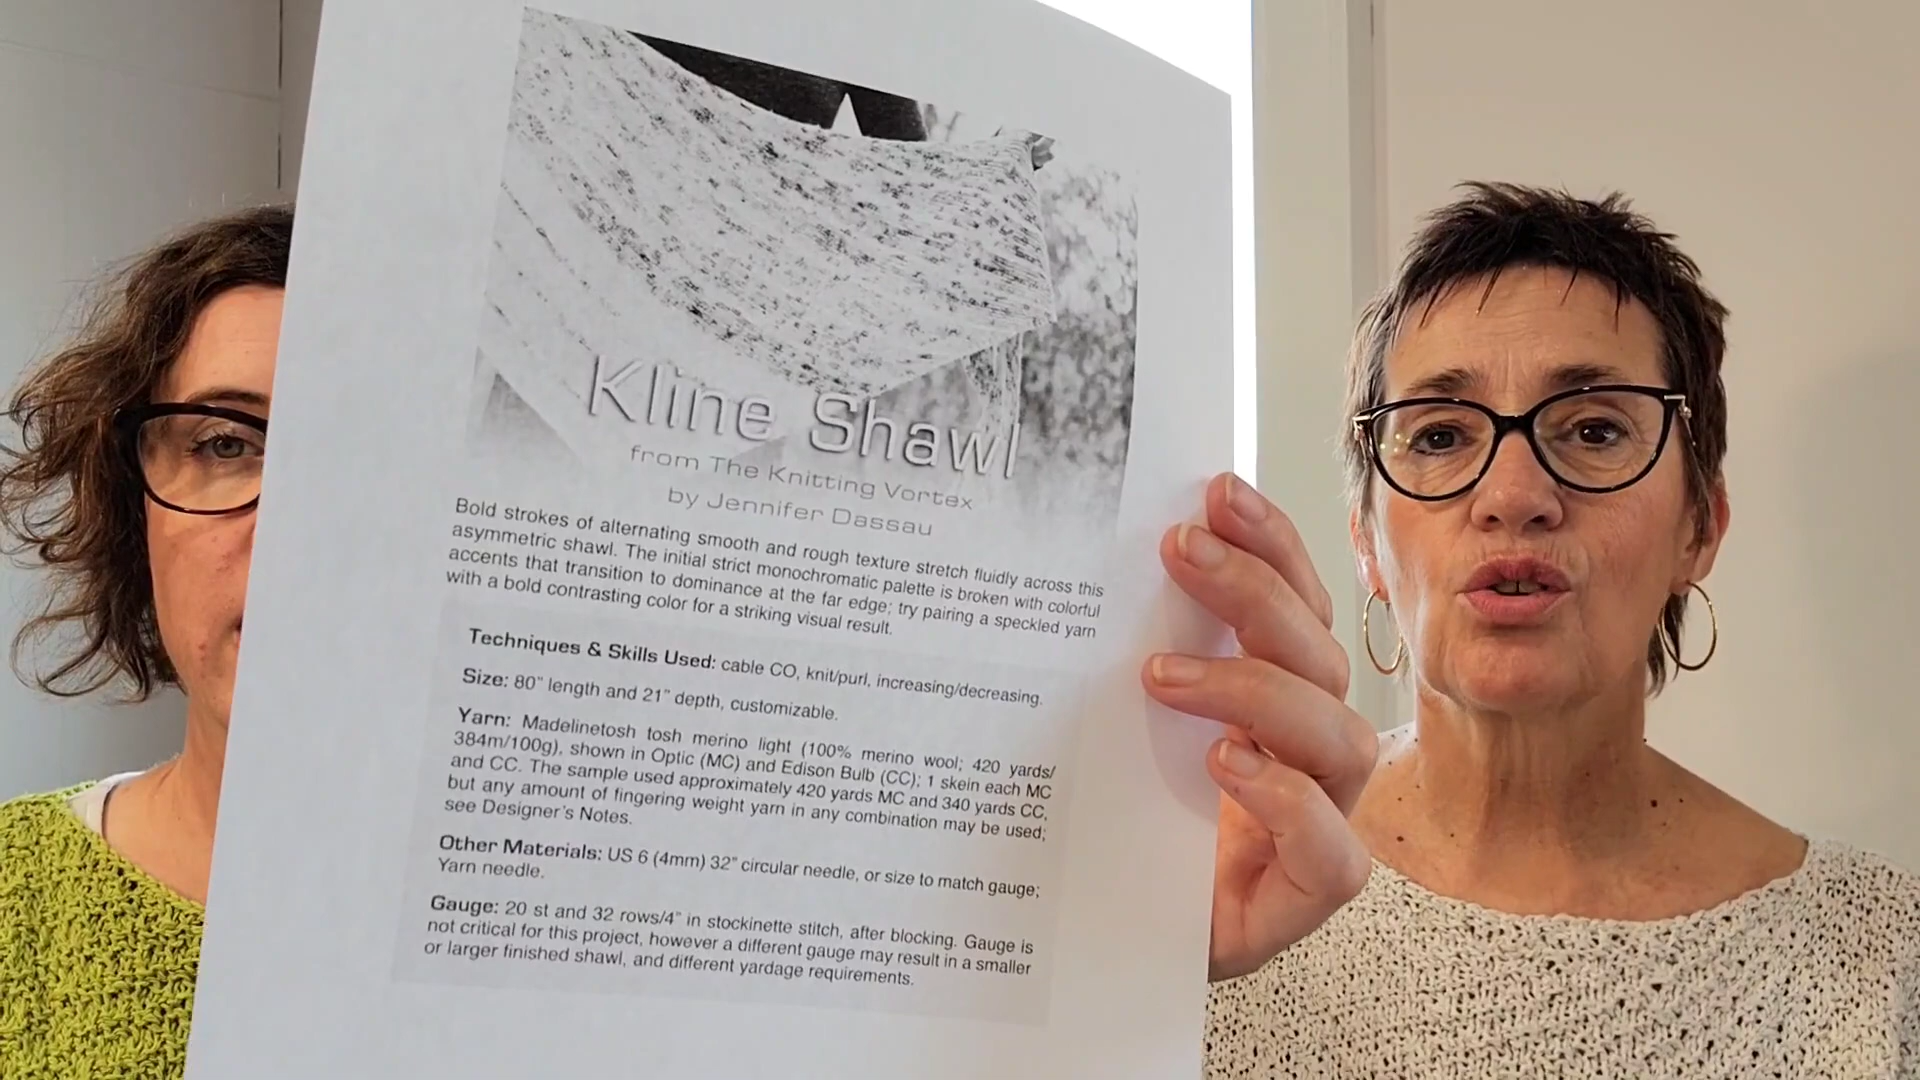 Kline Shawl
from The Knitting Vortex
by Jennifer Dassau
Bold strokes of alternating smooth and rough texture stretch fluidly across this
asymmetric shawl. The initial strict monochromatic palette is broken with colorful
accents that transition to dominance at the far edge; try pairing a speckled yarn
with a bold contrasting color for a striking visual result.
Techniques & Skills Used: cable CO, knit/purl, increasing/decreasing.
Size: 80" length and 21" depth, customizable.
Yarn: Madelinetosh tosh merino light (100% merino wool; 420 yards/
384m/100g), shown in Optic (MC) and Edison Bulb (CC); 1 skein each MC
and CC. The sample used approximately 420 yards MC and 340 yards CC,
but any amount of fingering weight yarn in any combination may be used;
see Designer's Notes.
Other Materials: US 6 (4mm) 32" circular needle, or size to match gauge;
Yarn needle.
Gauge: 20 st and 32 rows/4" in stockinette stitch, after blocking. Gauge is
not critical for this project, however a different gauge may result in a smaller
or larger finished shawl, and different yardage requirements.